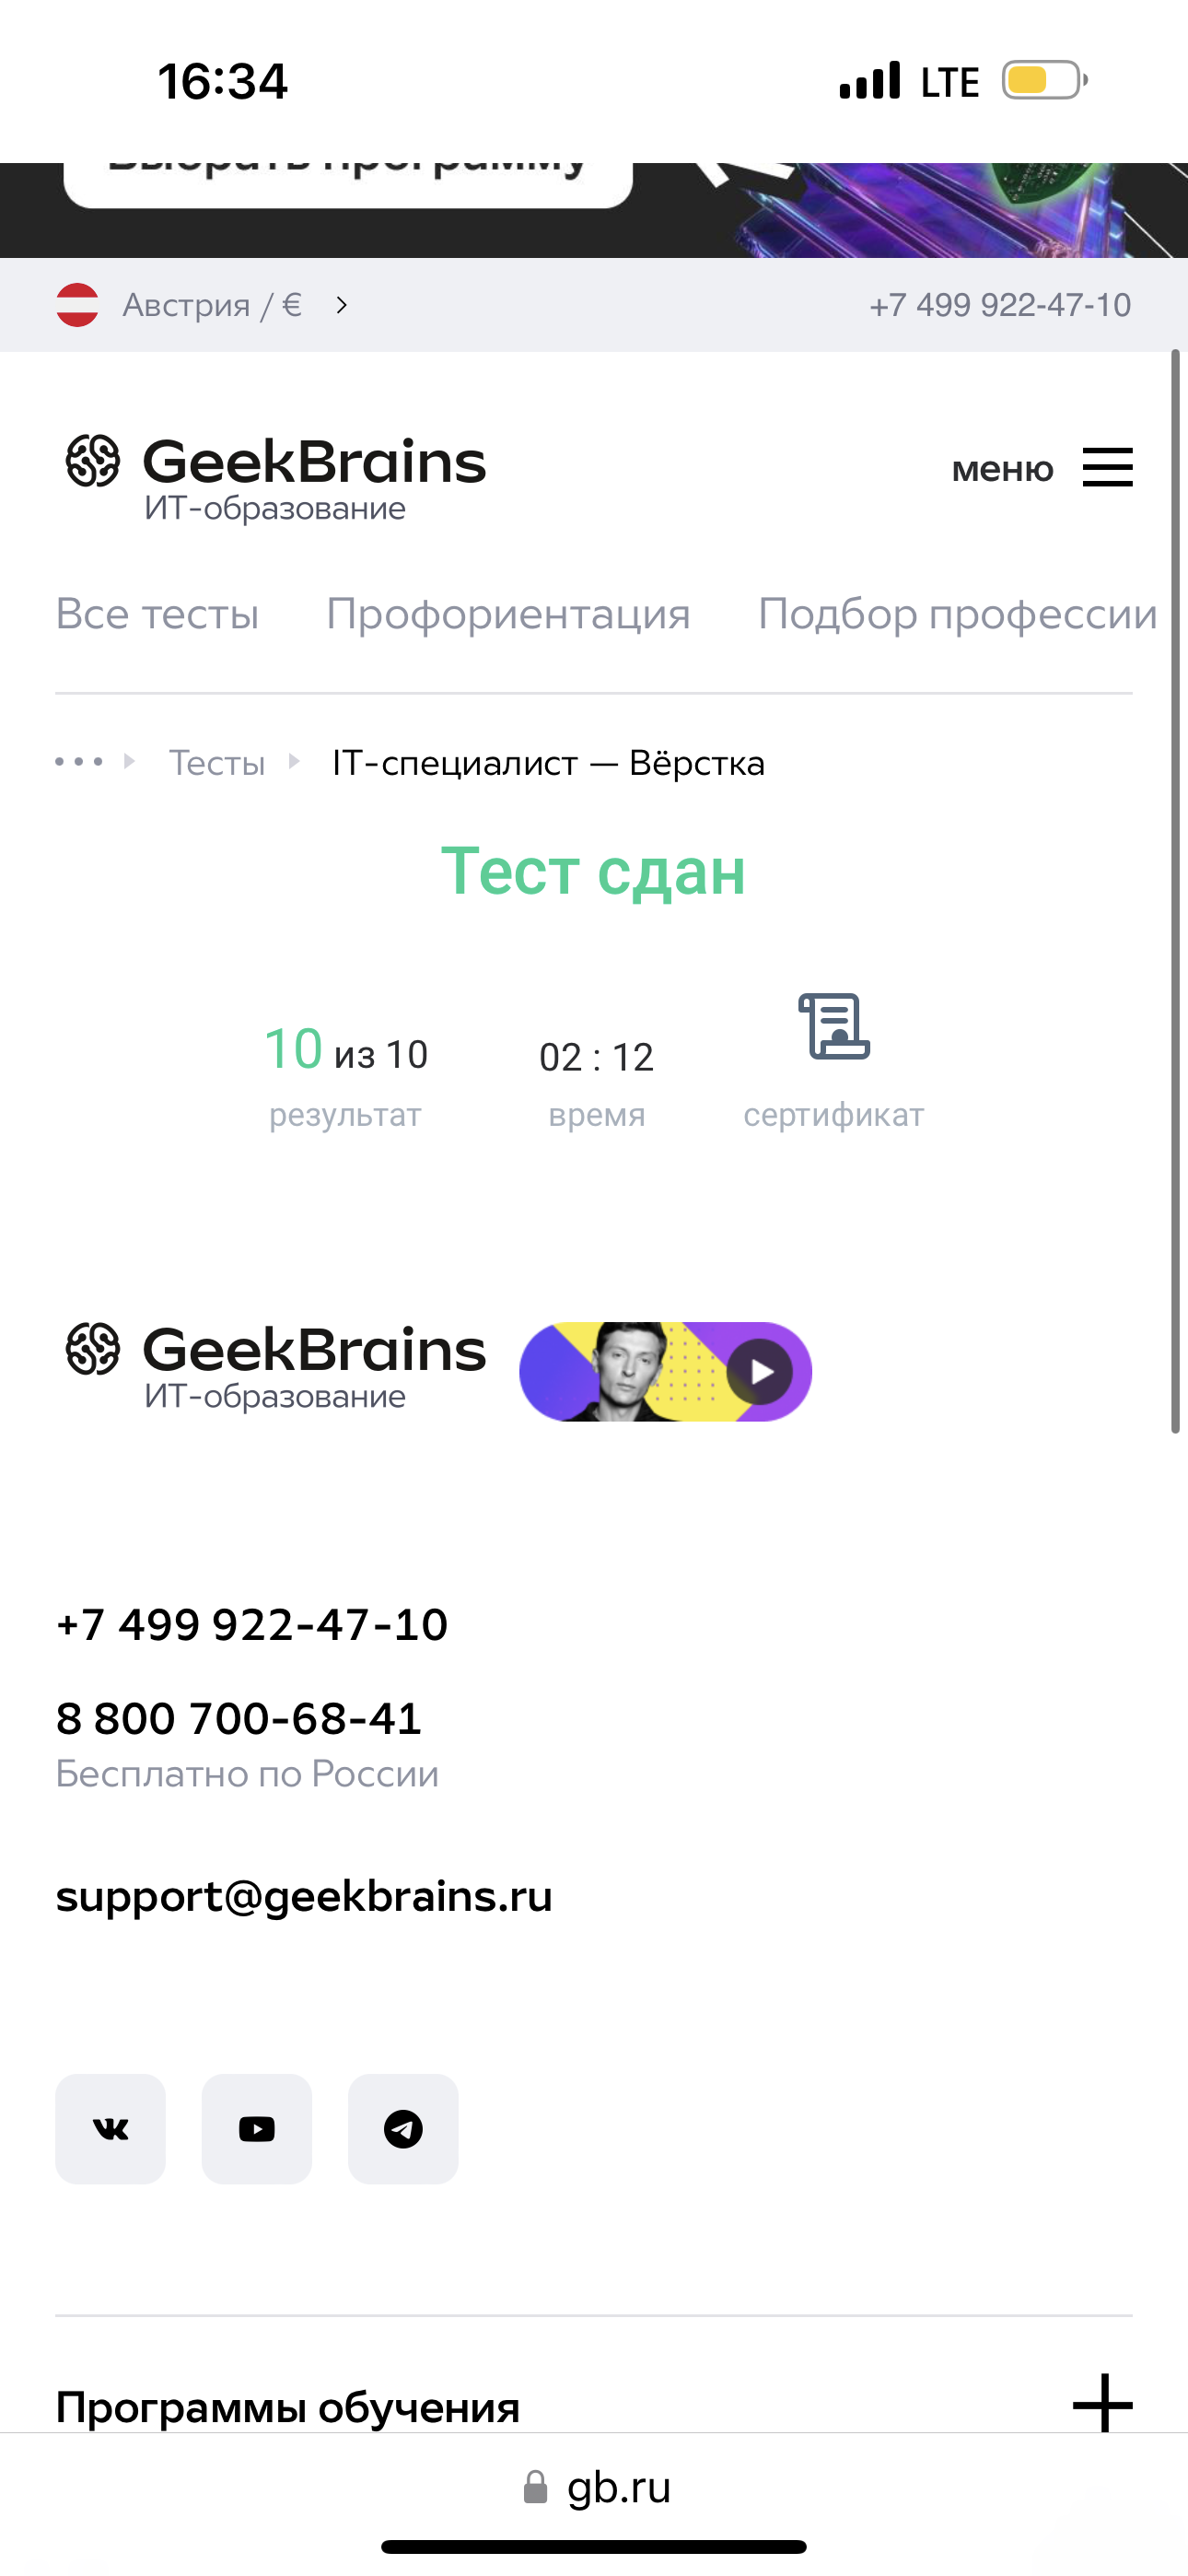 16:34 LTE
Выбрать программу
Австрия / € +7 499 922-47-10
GeekBrains
ИТ-образование
меню
Все тесты Профориентация Подбор профессии
Тесты IT-специалист — Вёрстка
Тест сдан
10 из 10 02 : 12
результат время сертификат
GeekBrains
ИТ-образование
+7 499 922-47-10
8 800 700-68-41
Бесплатно по России
support@geekbrains.ru
Программы обучения
gb.ru